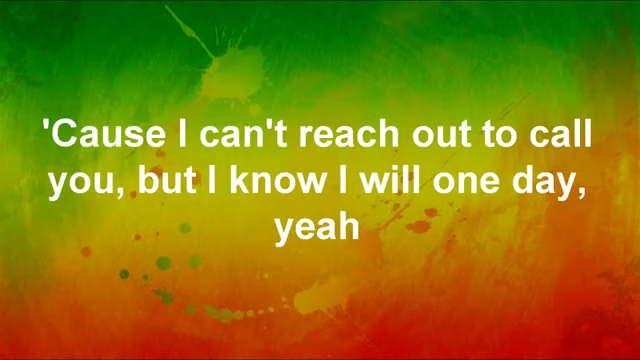 'Cause I can't reach out to call
you, but I know I will one day,
yeah